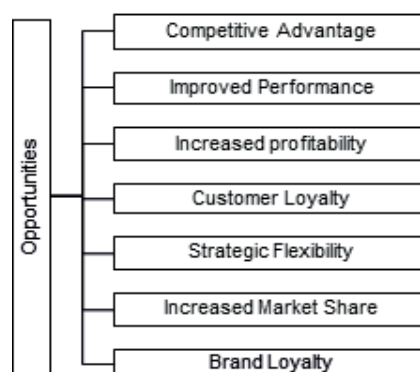 Opportunities
Competitive Advantage
Improved Performance
Increased profitability
Customer Loyalty
Strategic Flexibility
Increased Market Share
Brand Loyalty